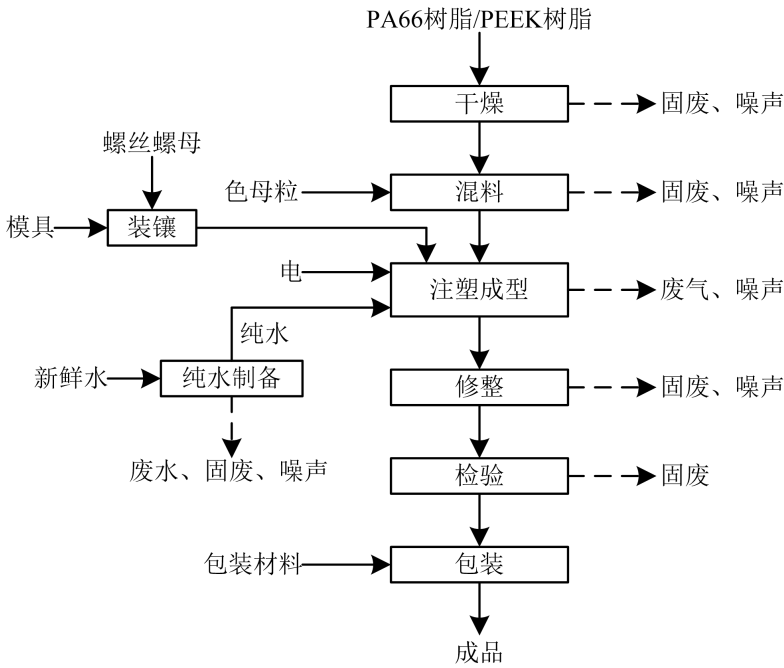 PA66树脂/PEEK树脂
干燥
固废、噪声
螺丝螺母
色母粒
混料
固废、噪声
模具
装镶
电
注塑成型
废气、噪声
纯水
新鲜水
纯水制备
修整
固废、噪声
废水、固废、噪声
检验
固废
包装材料
包装
成品